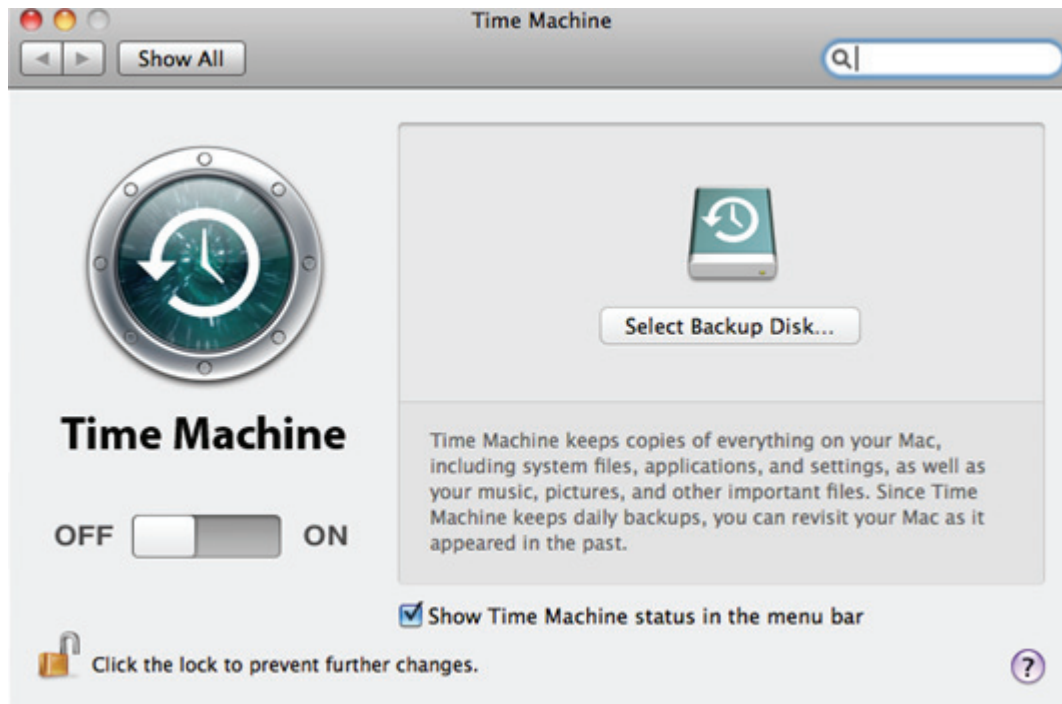 Time Machine
Show All
Select Backup Disk...
Time Machine
Time Machine keeps copies of everything on your Mac,
including system files, applications, and settings, as well as
your music, pictures, and other important files. Since Time
Machine keeps daily backups, you can revisit your Mac as it
appeared in the past.
OFF ON
Show Time Machine status in the menu bar
Click the lock to prevent further changes.
?